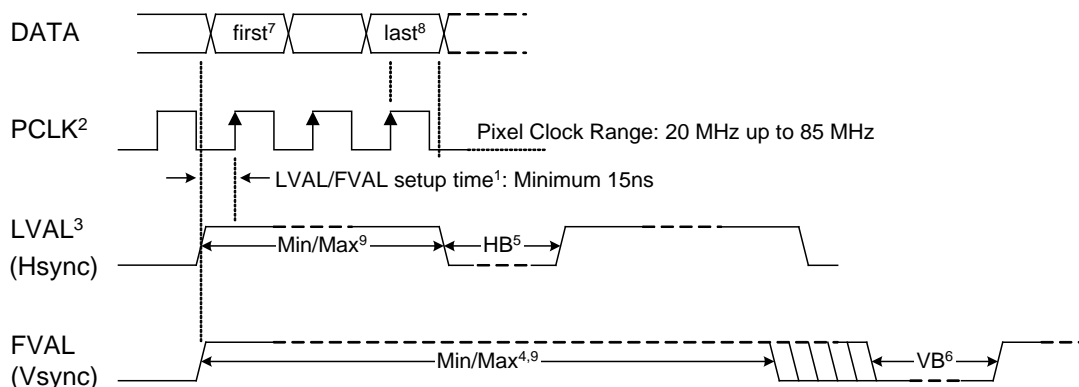 DATA
first⁷
last⁸
PCLK²
Pixel Clock Range: 20 MHz up to 85 MHz
LVAL/FVAL setup time¹: Minimum 15ns
LVAL³
(Hsync)
Min/Max⁹
HB⁵
FVAL
(Vsync)
Min/Max⁴,⁹
VB⁶